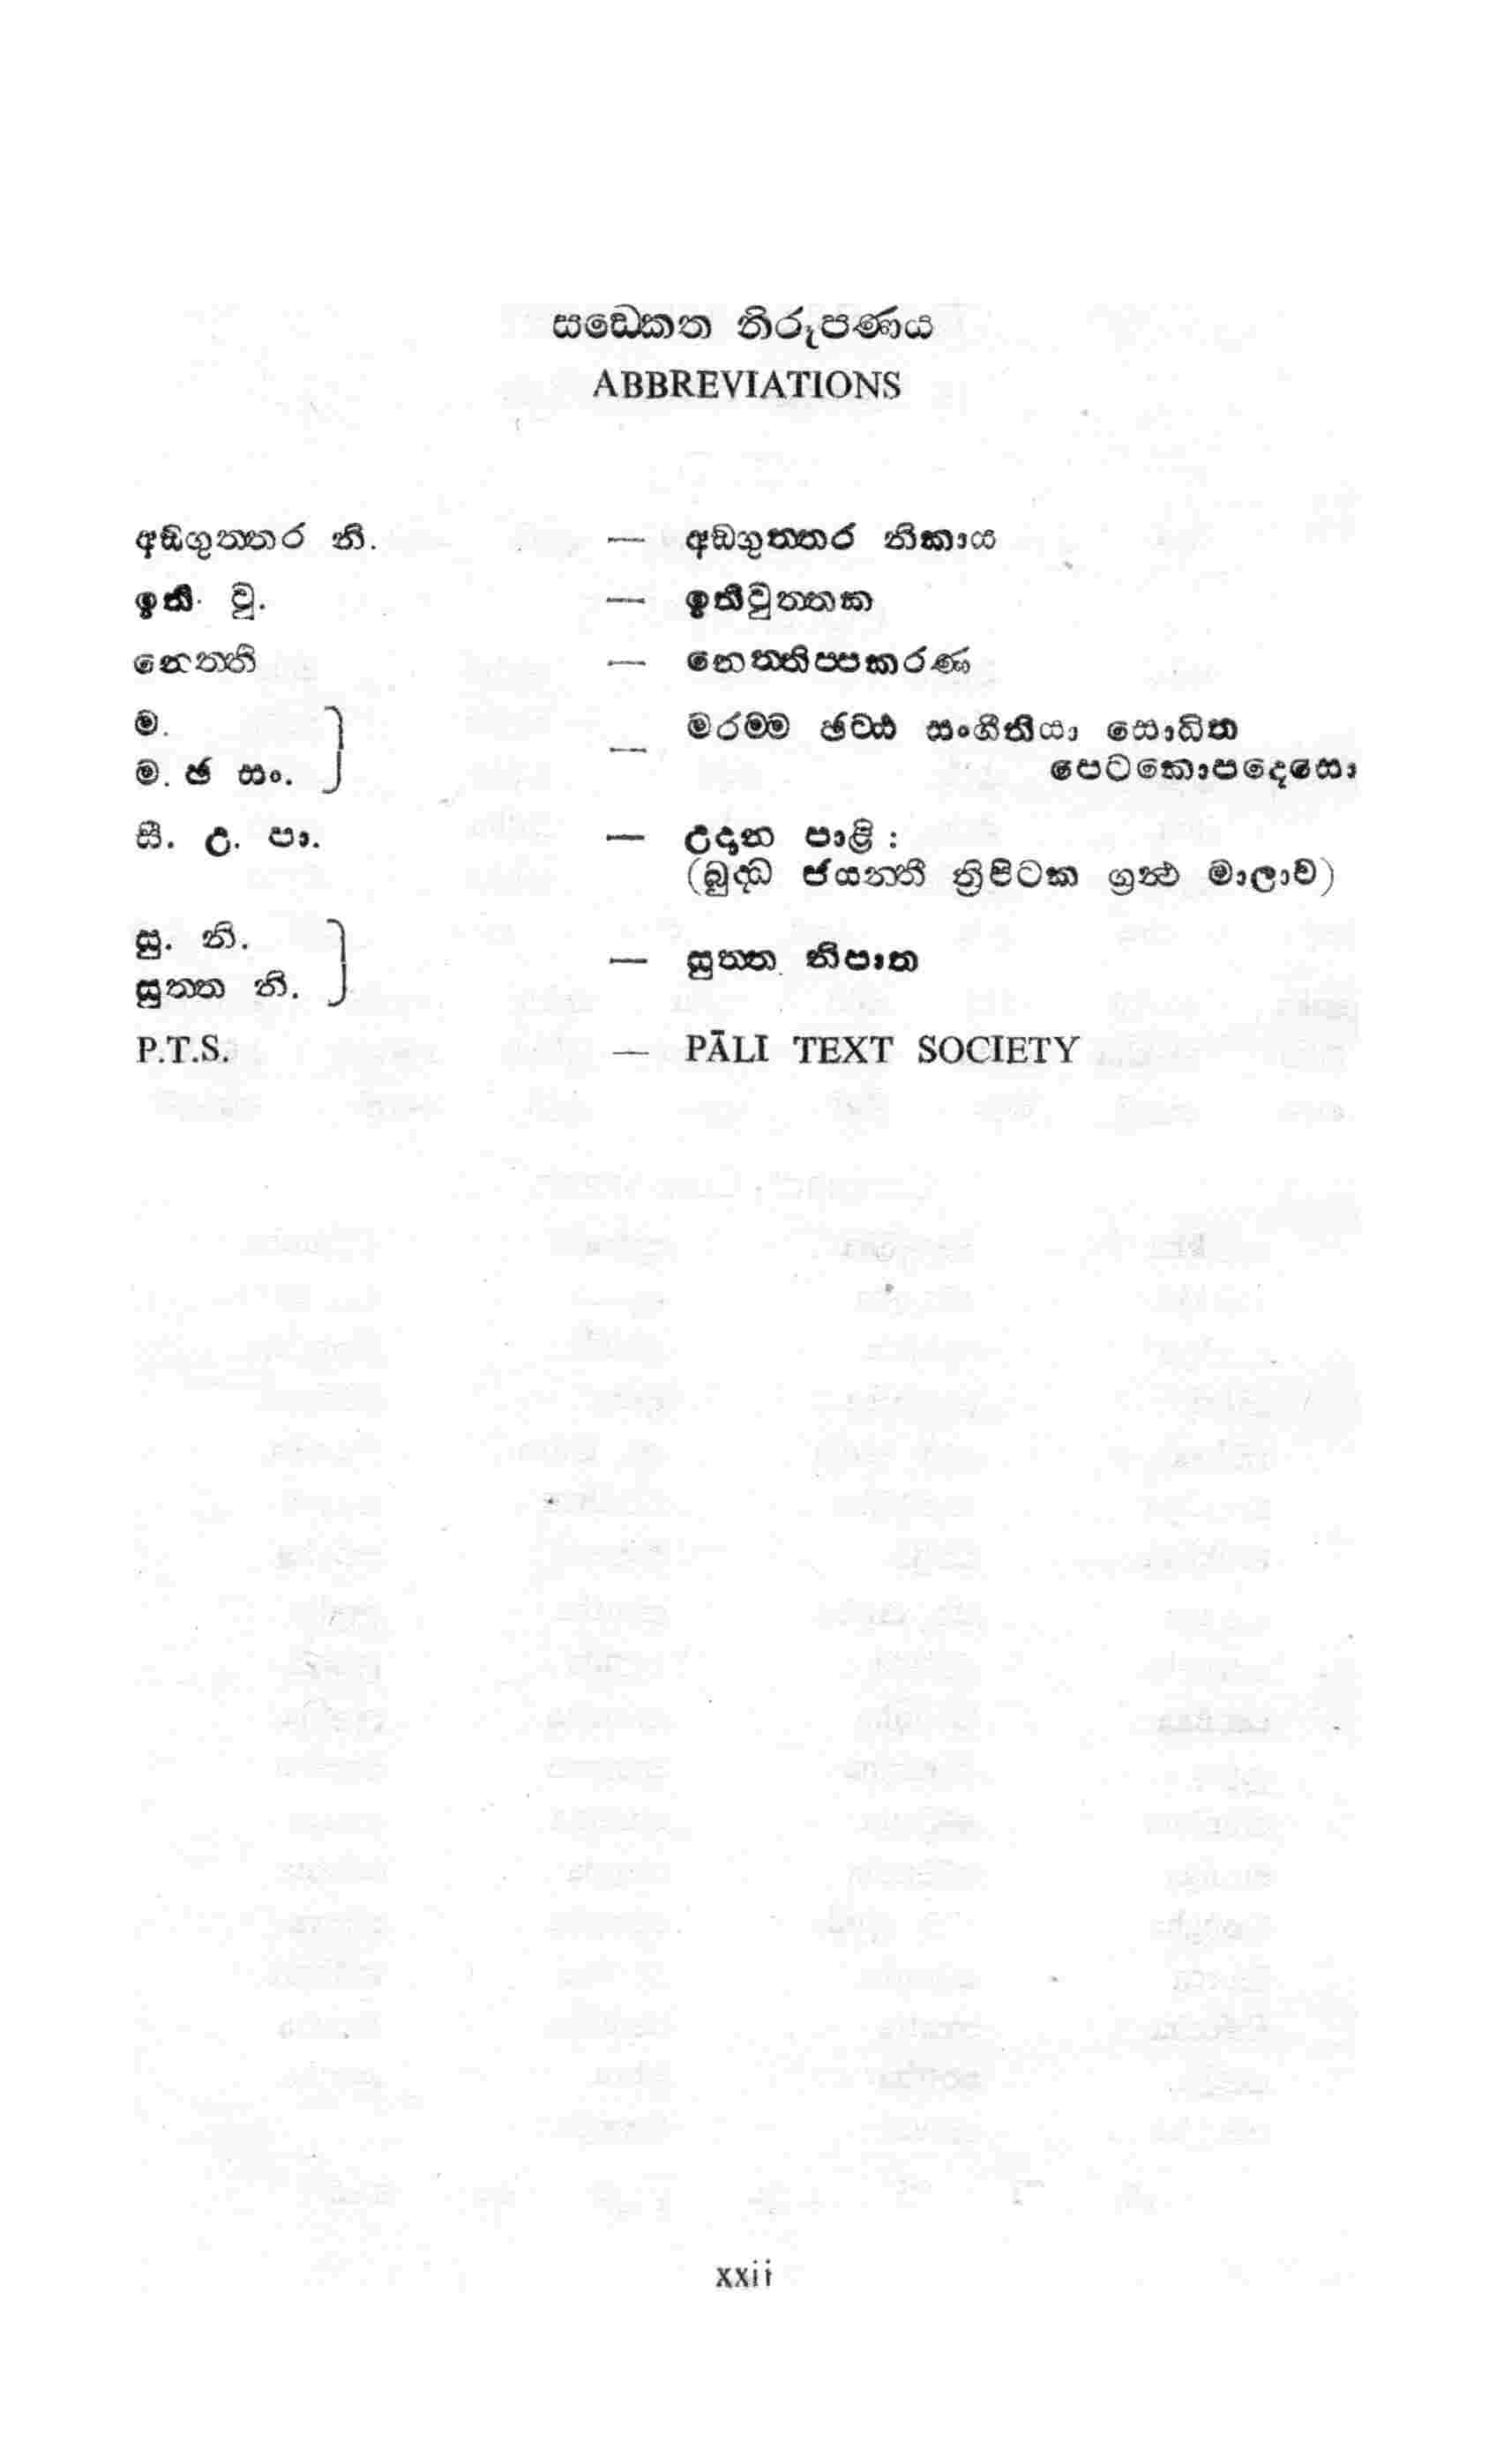 සඞ්කෙත නිරූපණය
ABBREVIATIONS
අඞ්ගුත්තර නි. — අඞ්ගුත්තර නිකාය
ඉති වු. — ඉතිවුත්තක
නෙත්ති — නෙත්තිප්පකරණ
ම.
ම. ඡ සං. — මරම්ම ඡට්ඨ සංගීතියා සොධිත
පෙටකොපදෙසො
සී. උ. පා. — උදාන පාළි :
(බුද්ධ ජයන්ති ත්‍රිපිටක ග්‍රන්ථ මාලාව)
සු. නි.
සුත්ත නි. — සුත්ත නිපාත
P.T.S. — PĀLI TEXT SOCIETY
xxii